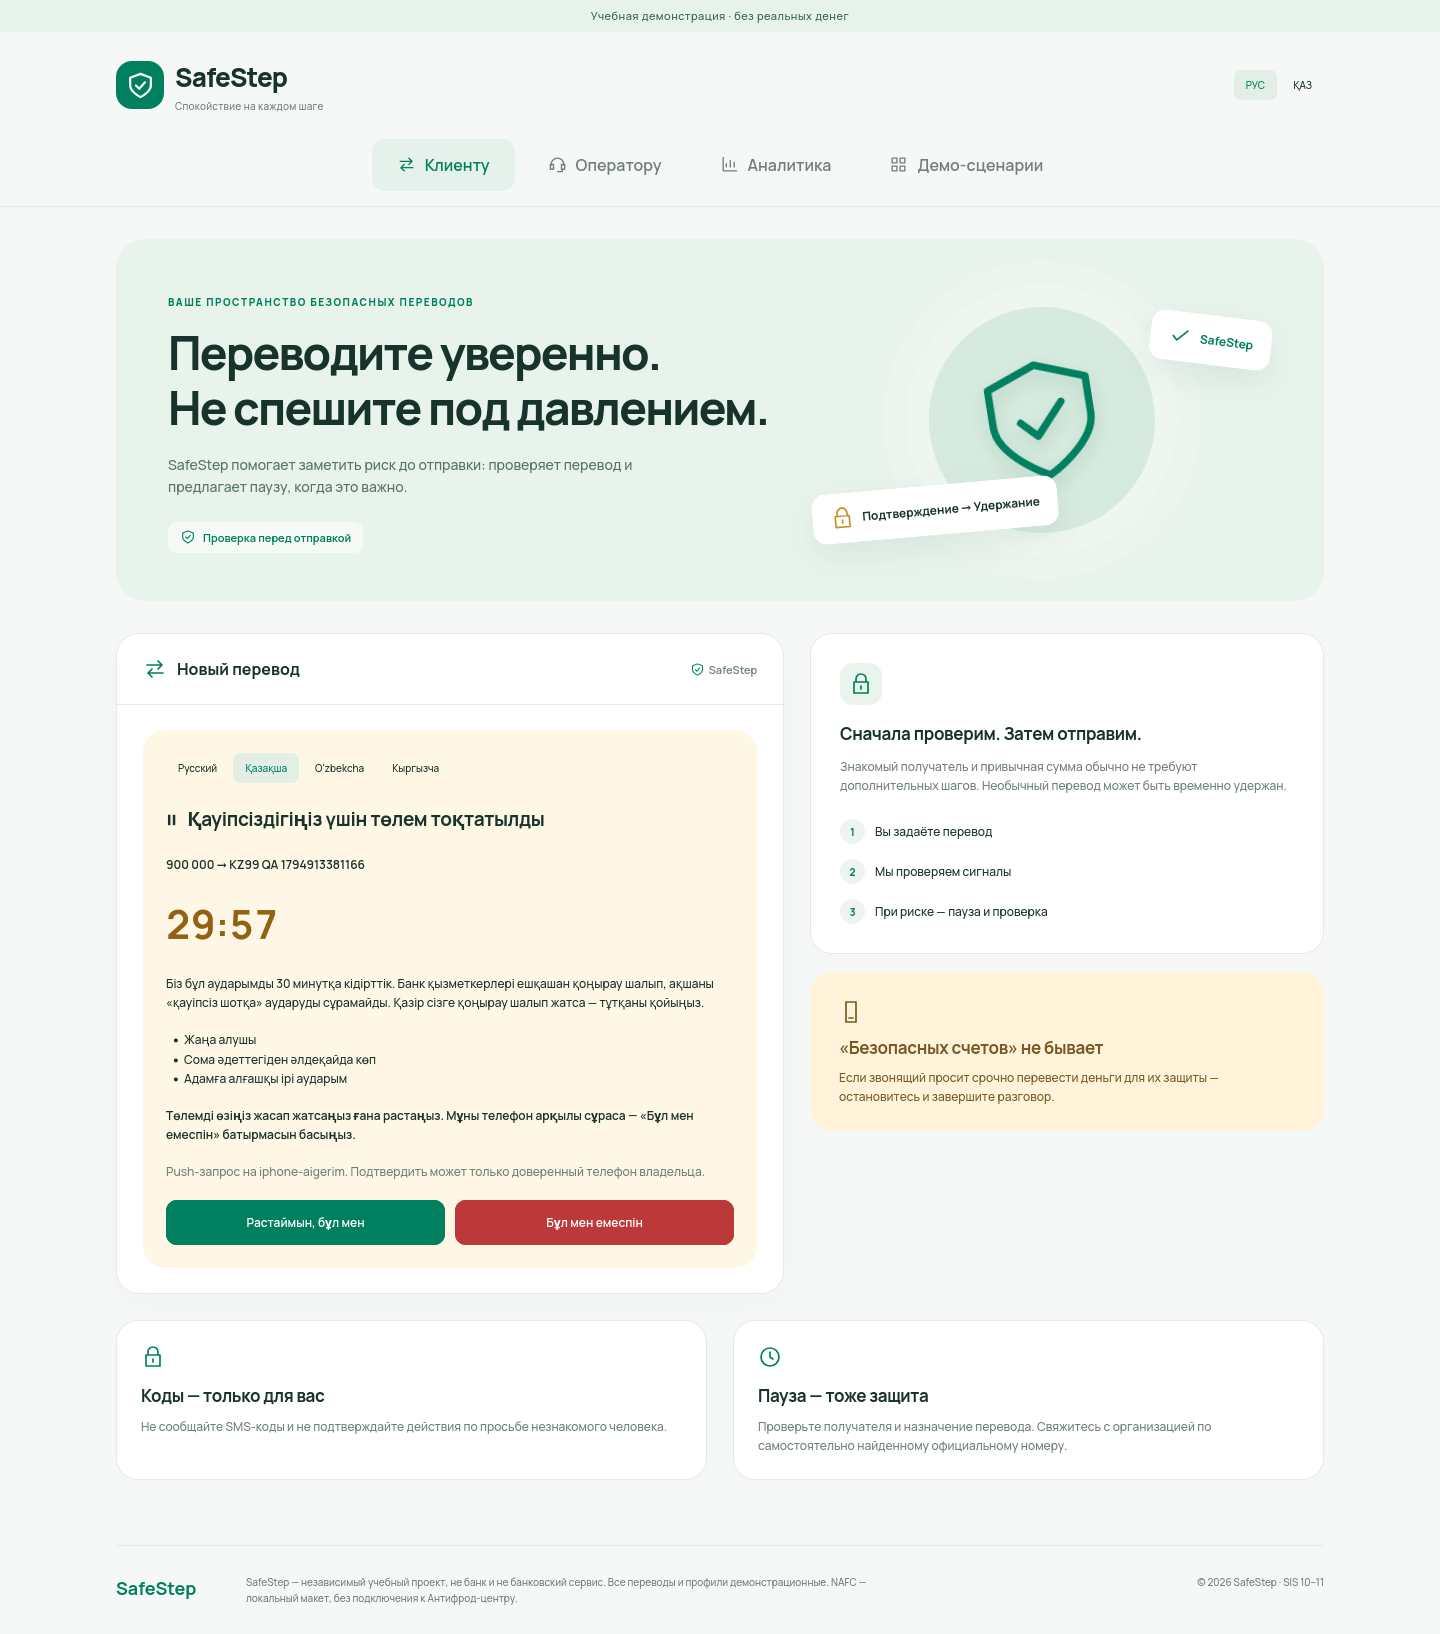 Учебная демонстрация · без реальных денег
SafeStep
Спокойствие на каждом шаге
РУС
ҚАЗ
Клиенту
Оператору
Аналитика
Демо-сценарии
ВАШЕ ПРОСТРАНСТВО БЕЗОПАСНЫХ ПЕРЕВОДОВ
Переводите уверенно.
Не спешите под давлением.
SafeStep помогает заметить риск до отправки: проверяет перевод и
предлагает паузу, когда это важно.
Проверка перед отправкой
SafeStep
Подтверждение → Удержание
Новый перевод
SafeStep
Русский
Қазақша
O'zbekcha
Кыргызча
Қауіпсіздігіңіз үшін төлем тоқтатылды
900 000 → KZ99 QA 1794913381166
29:57
Біз бұл аударымды 30 минутқа кідірттік. Банк қызметкерлері ешқашан қоңырау шалып, ақшаны
«қауіпсіз шотқа» аударуды сұрамайды. Қазір сізге қоңырау шалып жатса — тұтқаны қойыңыз.
• Жаңа алушы
• Сома әдеттегіден әлдеқайда көп
• Адамға алғашқы ірі аударым
Төлемді өзіңіз жасап жатсаңыз ғана растаңыз. Мұны телефон арқылы сұраса — «Бұл мен
емеспін» батырмасын басыңыз.
Push-запрос на iphone-aigerim. Подтвердить может только доверенный телефон владельца.
Растаймын, бұл мен
Бұл мен емеспін
Сначала проверим. Затем отправим.
Знакомый получатель и привычная сумма обычно не требуют
дополнительных шагов. Необычный перевод может быть временно удержан.
1 Вы задаёте перевод
2 Мы проверяем сигналы
3 При риске — пауза и проверка
«Безопасных счетов» не бывает
Если звонящий просит срочно перевести деньги для их защиты —
остановитесь и завершите разговор.
Коды — только для вас
Не сообщайте SMS-коды и не подтверждайте действия по просьбе незнакомого человека.
Пауза — тоже защита
Проверьте получателя и назначение перевода. Свяжитесь с организацией по
самостоятельно найденному официальному номеру.
SafeStep
SafeStep — независимый учебный проект, не банк и не банковский сервис. Все переводы и профили демонстрационные. NAFC —
локальный макет, без подключения к Антифрод-центру.
© 2026 SafeStep · SIS 10–11